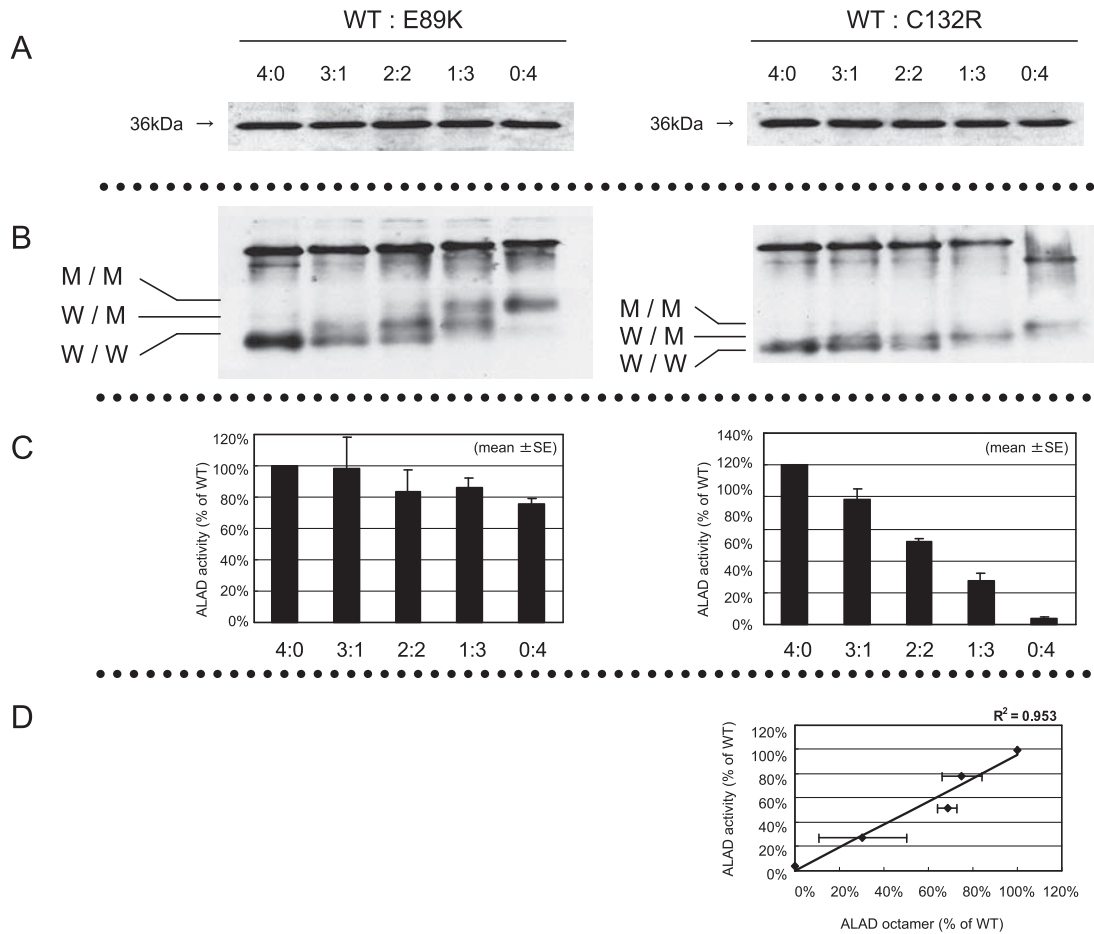 A
WT : E89K
4:0 3:1 2:2 1:3 0:4
36kDa →
WT : C132R
4:0 3:1 2:2 1:3 0:4
36kDa →
B
M / M
W / M
W / W
M / M
W / M
W / W
C
ALAD activity (% of WT)
120%
100%
80%
60%
40%
20%
0%
(mean ±SE)
4:0 3:1 2:2 1:3 0:4
ALAD activity (% of WT)
140%
120%
100%
80%
60%
40%
20%
0%
(mean ±SE)
4:0 3:1 2:2 1:3 0:4
D
R² = 0.953
ALAD activity (% of WT)
120%
100%
80%
60%
40%
20%
0%
0% 20% 40% 60% 80% 100% 120%
ALAD octamer (% of WT)